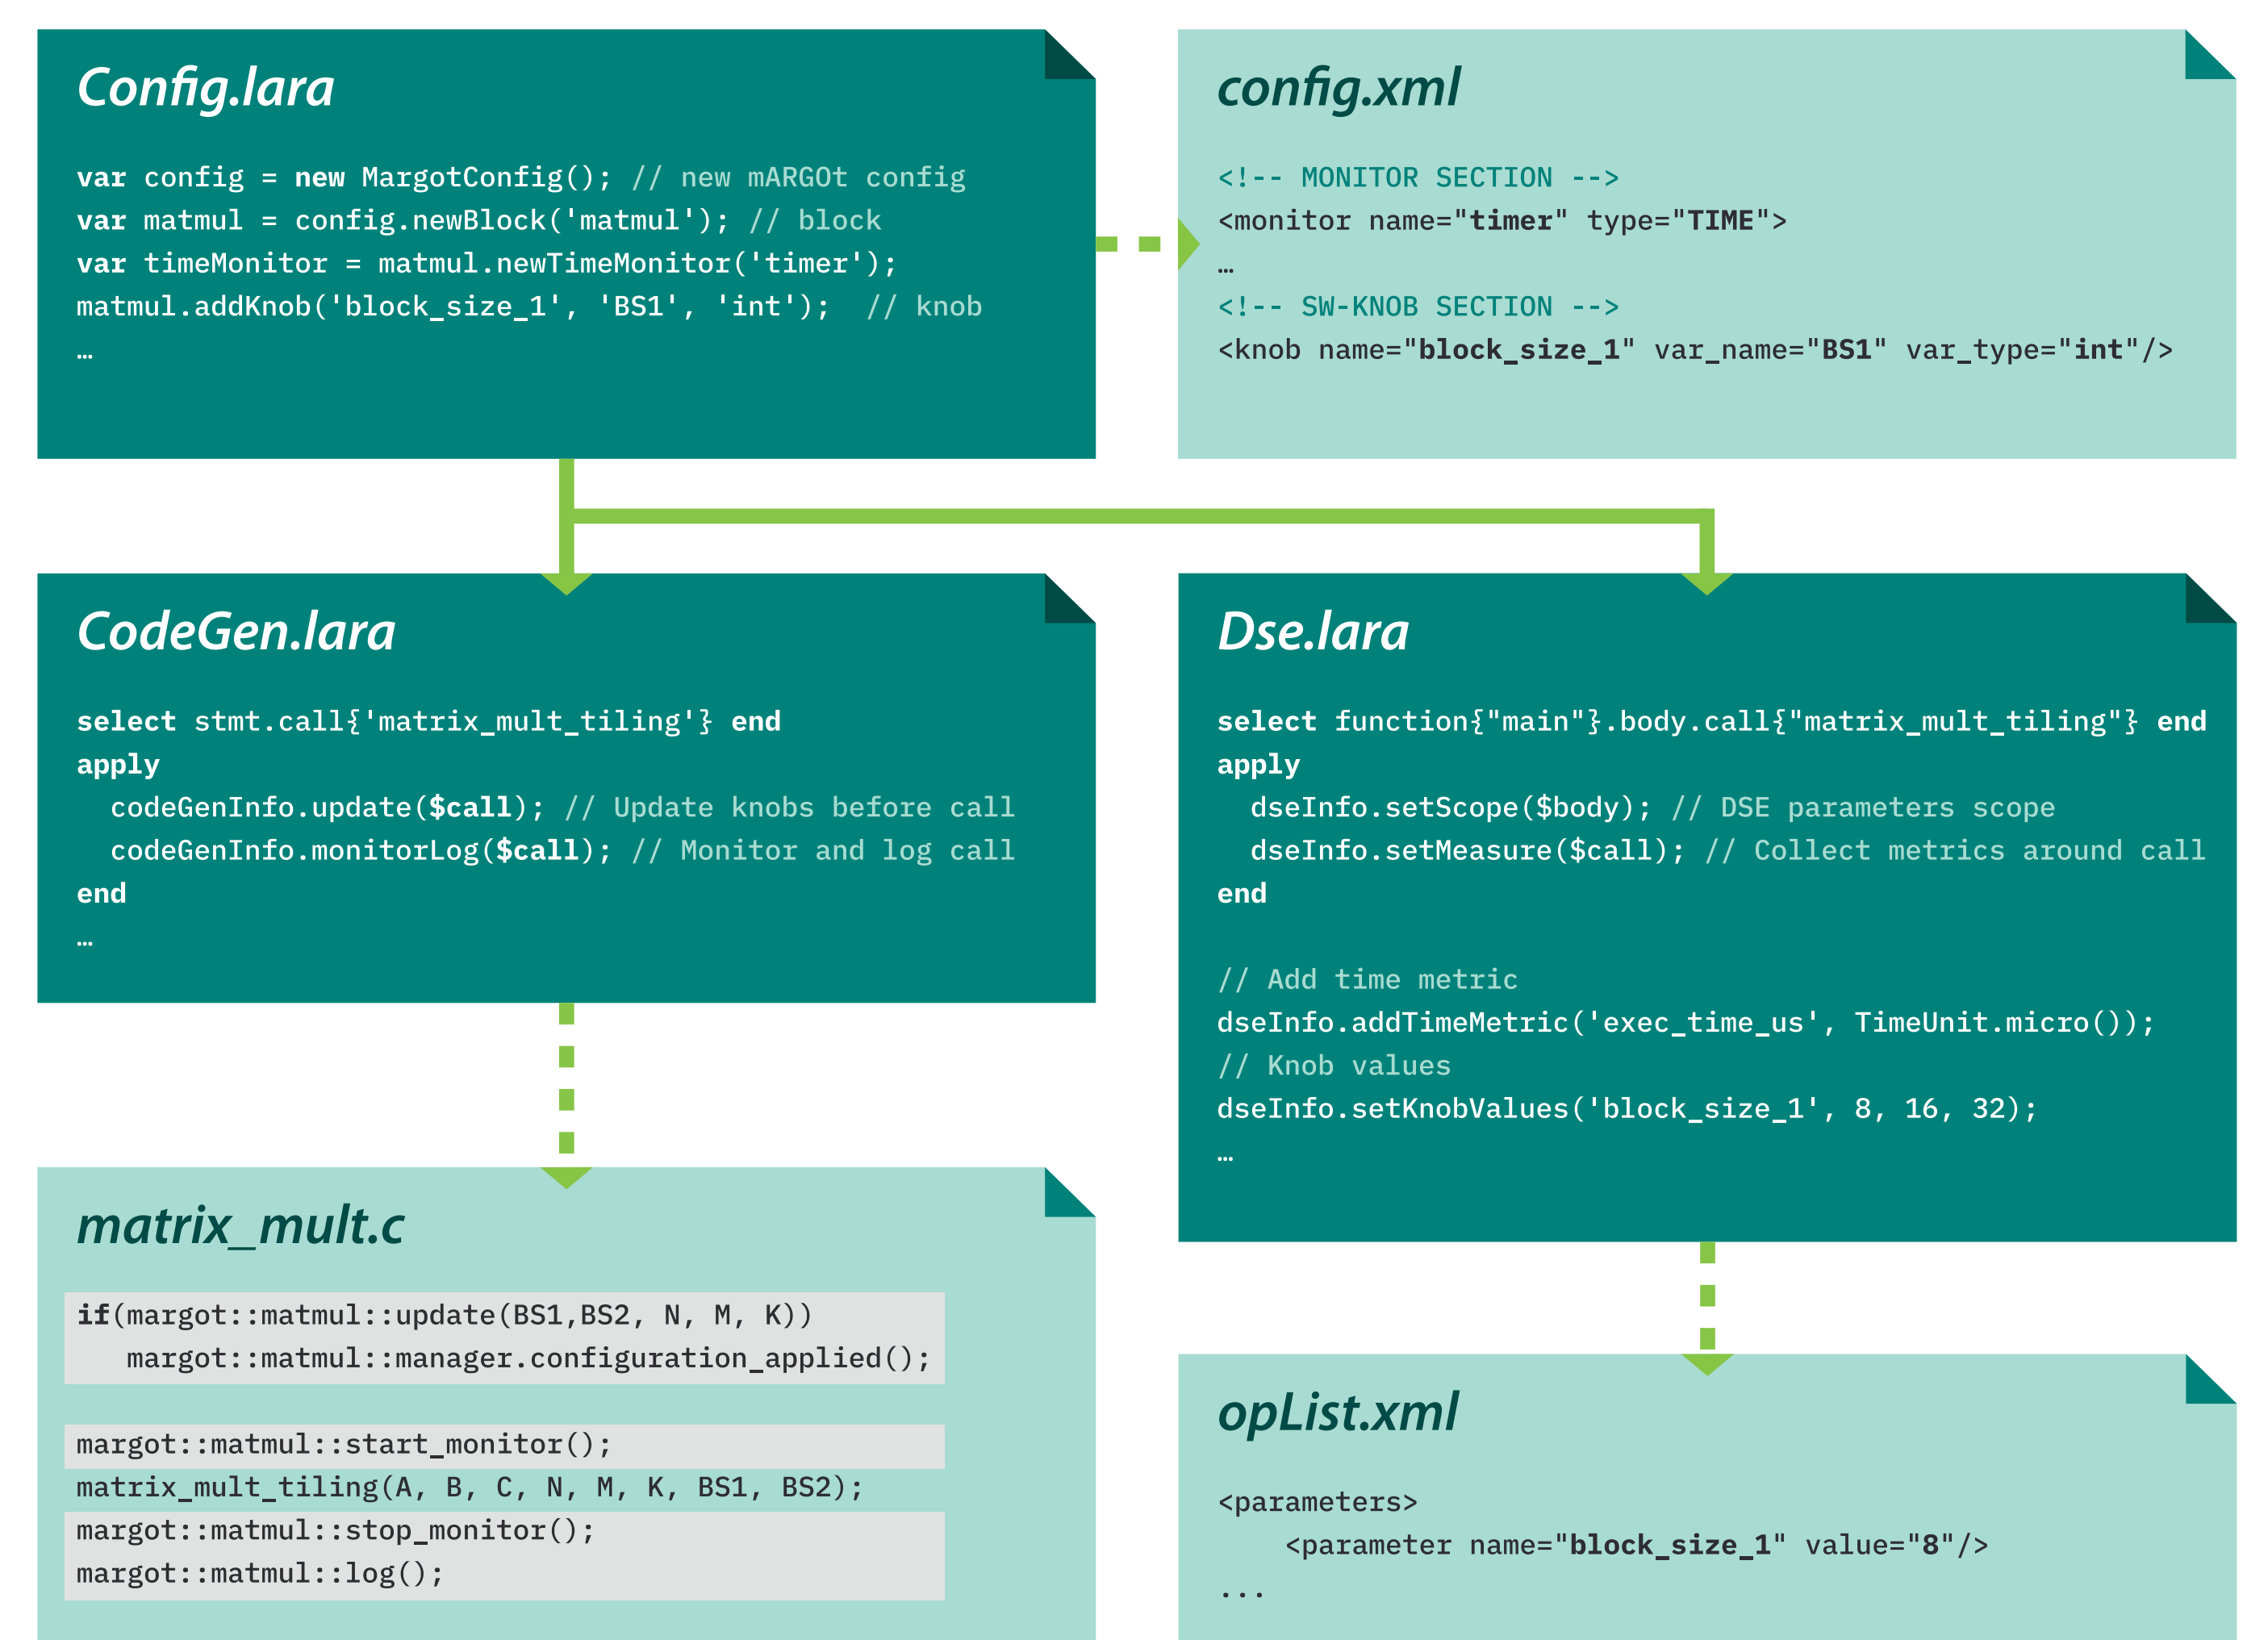 Config.lara
var config = new MargotConfig(); // new mARGOt config
var matmul = config.newBlock('matmul'); // block
var timeMonitor = matmul.newTimeMonitor('timer');
matmul.addKnob('block_size_1', 'BS1', 'int');  // knob
…
config.xml
<!-- MONITOR SECTION -->
<monitor name="timer" type="TIME">
…
<!-- SW-KNOB SECTION -->
<knob name="block_size_1" var_name="BS1" var_type="int"/>
CodeGen.lara
select stmt.call{'matrix_mult_tiling'} end
apply
  codeGenInfo.update($call); // Update knobs before call
  codeGenInfo.monitorLog($call); // Monitor and log call
end
…
Dse.lara
select function{"main"}.body.call{"matrix_mult_tiling"} end
apply
  dseInfo.setScope($body); // DSE parameters scope
  dseInfo.setMeasure($call); // Collect metrics around call
end
// Add time metric
dseInfo.addTimeMetric('exec_time_us', TimeUnit.micro());
// Knob values
dseInfo.setKnobValues('block_size_1', 8, 16, 32);
…
matrix_mult.c
if(margot::matmul::update(BS1,BS2, N, M, K))
   margot::matmul::manager.configuration_applied();
margot::matmul::start_monitor();
matrix_mult_tiling(A, B, C, N, M, K, BS1, BS2);
margot::matmul::stop_monitor();
margot::matmul::log();
opList.xml
<parameters>
    <parameter name="block_size_1" value="8"/>
...